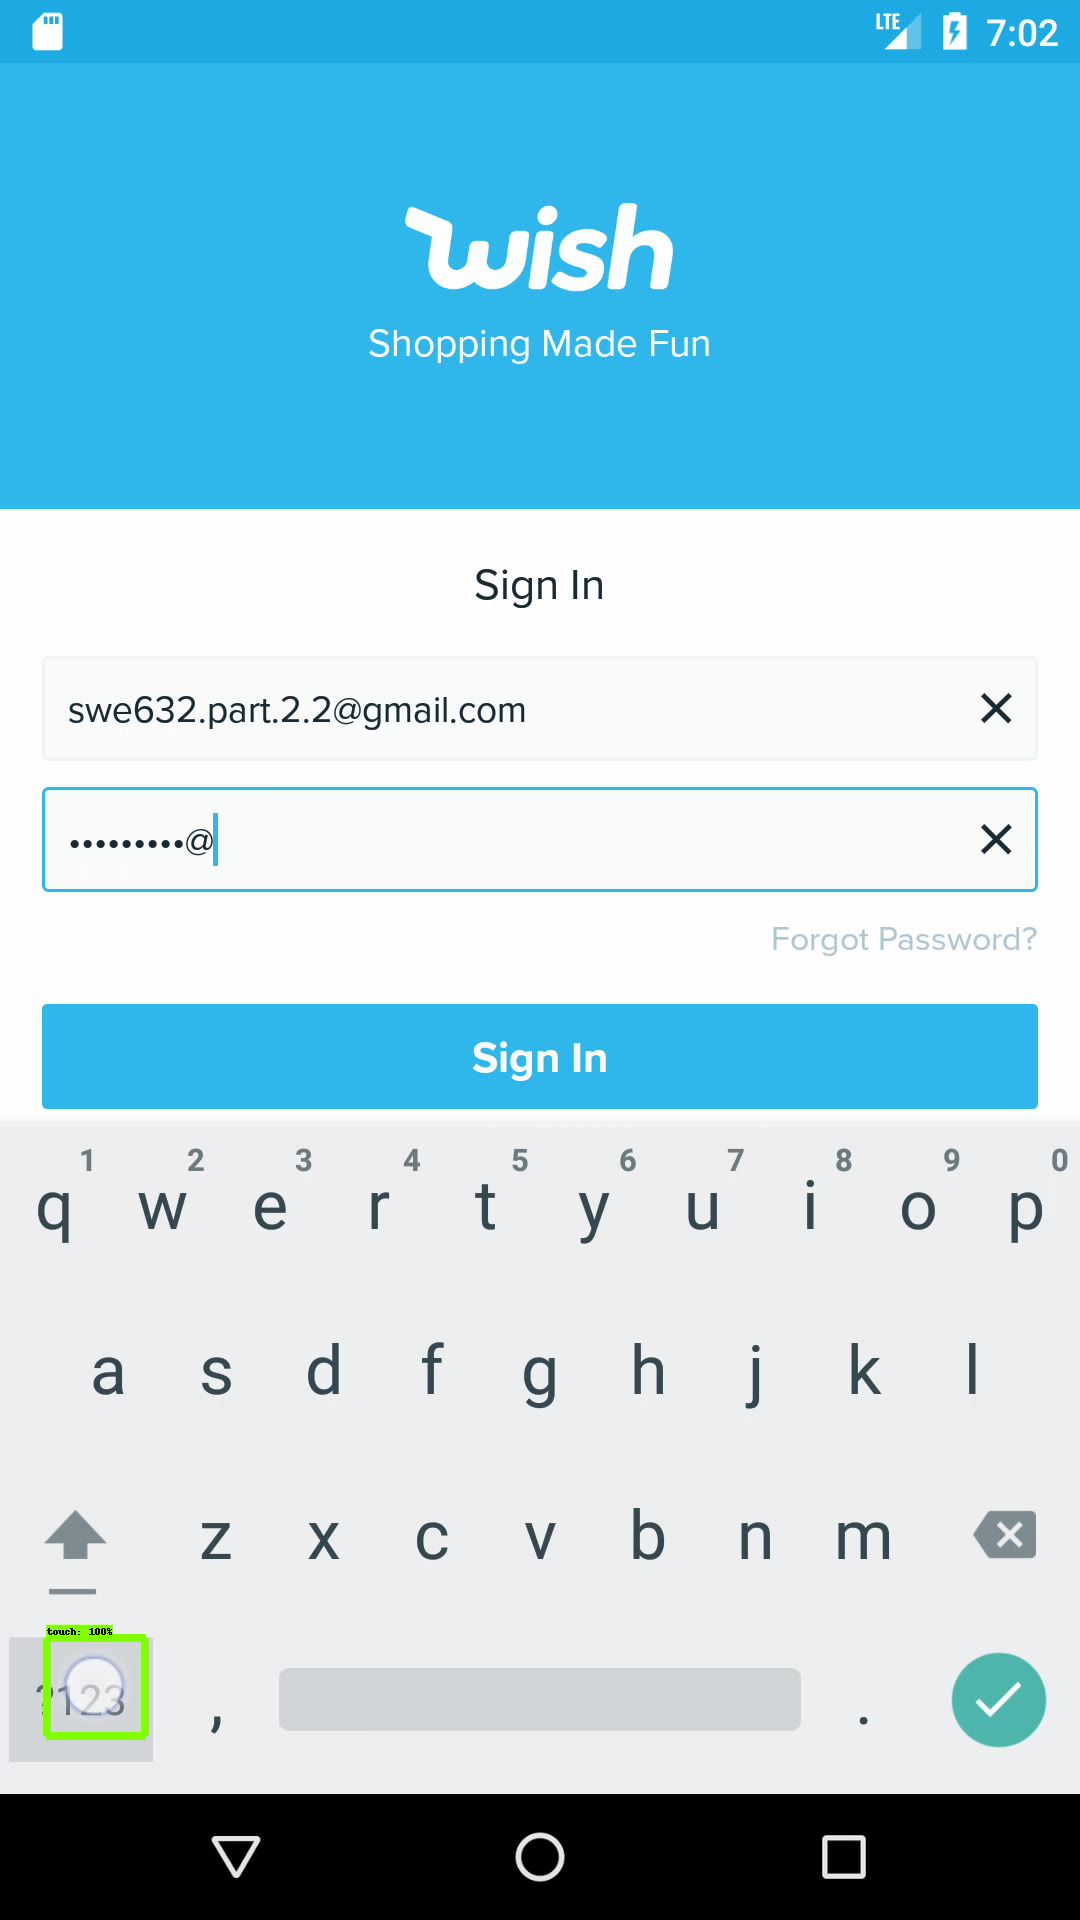 LTE 7:02
wish
Shopping Made Fun
Sign In
swe632.part.2.2@gmail.com
•••••••••@
Forgot Password?
Sign In
1 2 3 4 5 6 7 8 9 0
q w e r t y u i o p
a s d f g h j k l
z x c v b n m
touch: 100%
?123 , .